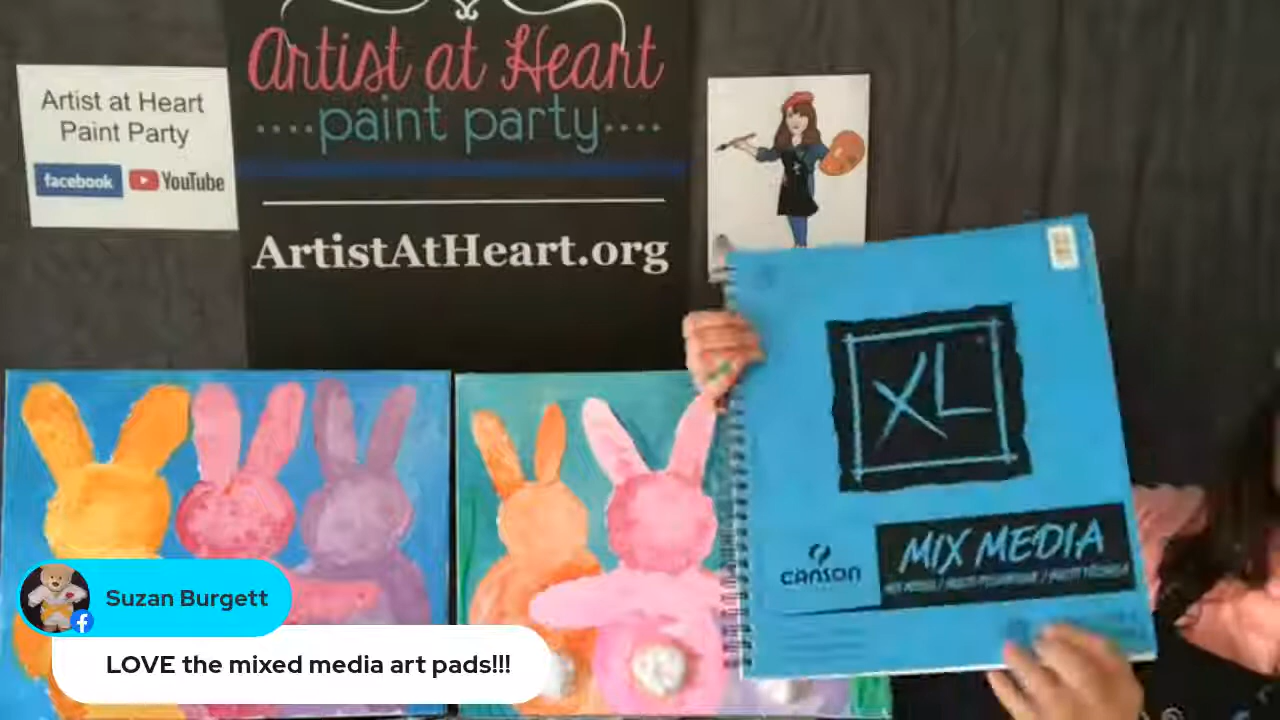 Artist at Heart
paint party
Artist at Heart
Paint Party
facebook YouTube
ArtistAtHeart.org
XL
CANSON
MIX MEDIA
Suzan Burgett
LOVE the mixed media art pads!!!